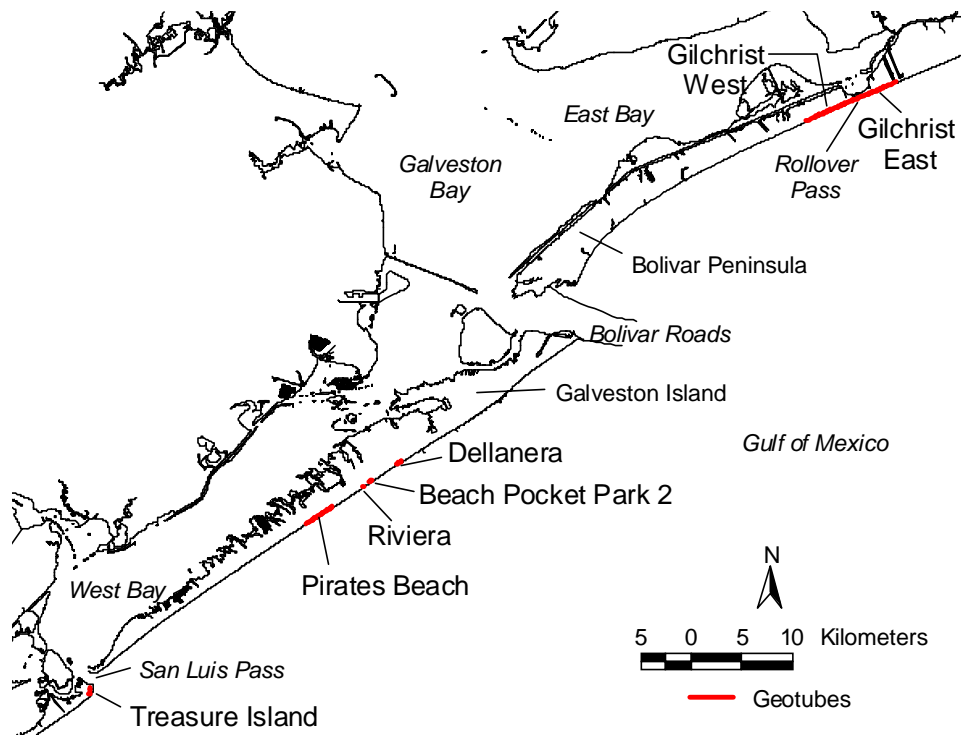 Gilchrist
West
East Bay
Gilchrist
East
Galveston
Bay
Rollover
Pass
Bolivar Peninsula
Bolivar Roads
Galveston Island
Gulf of Mexico
Dellanera
Beach Pocket Park 2
Riviera
Pirates Beach
West Bay
N
5 0 5 10 Kilometers
San Luis Pass
Geotubes
Treasure Island